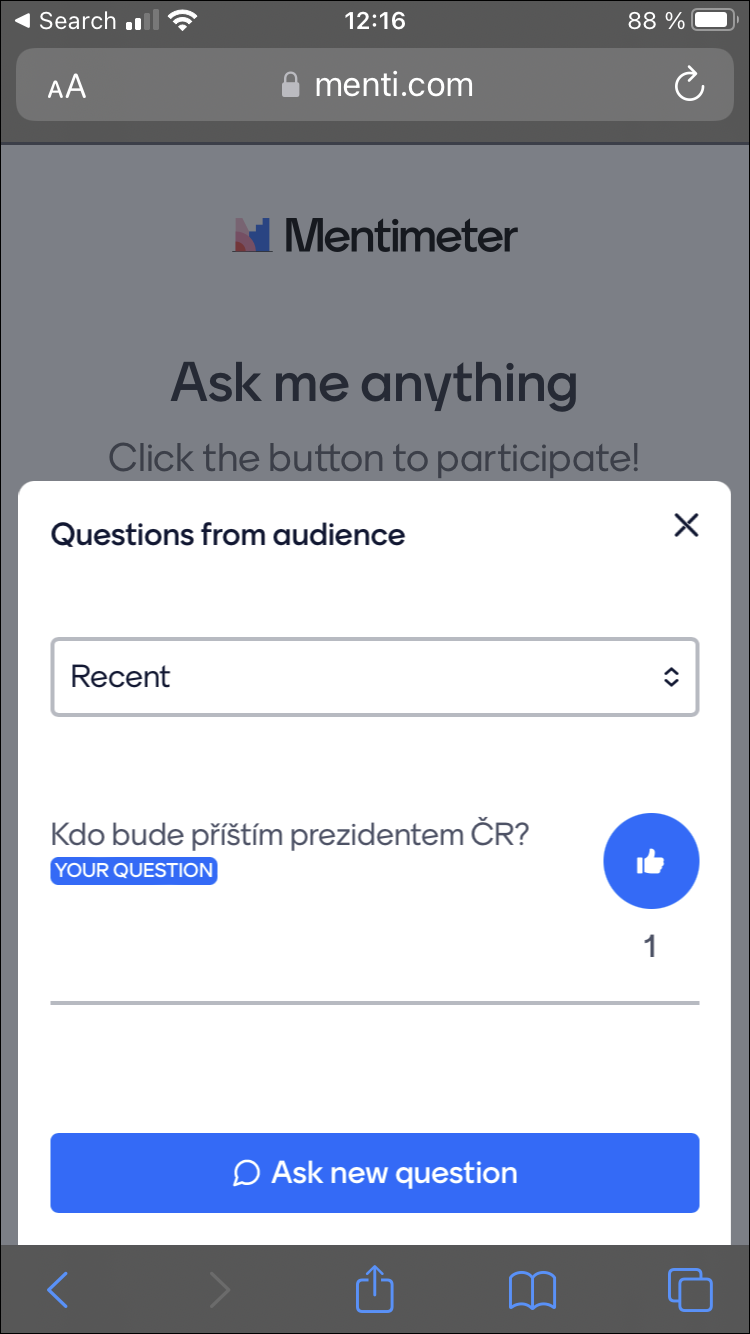 Search
12:16
88 %
AA
menti.com
Mentimeter
Ask me anything
Click the button to participate!
Questions from audience
Recent
Kdo bude příštím prezidentem ČR?
YOUR QUESTION
1
Ask new question